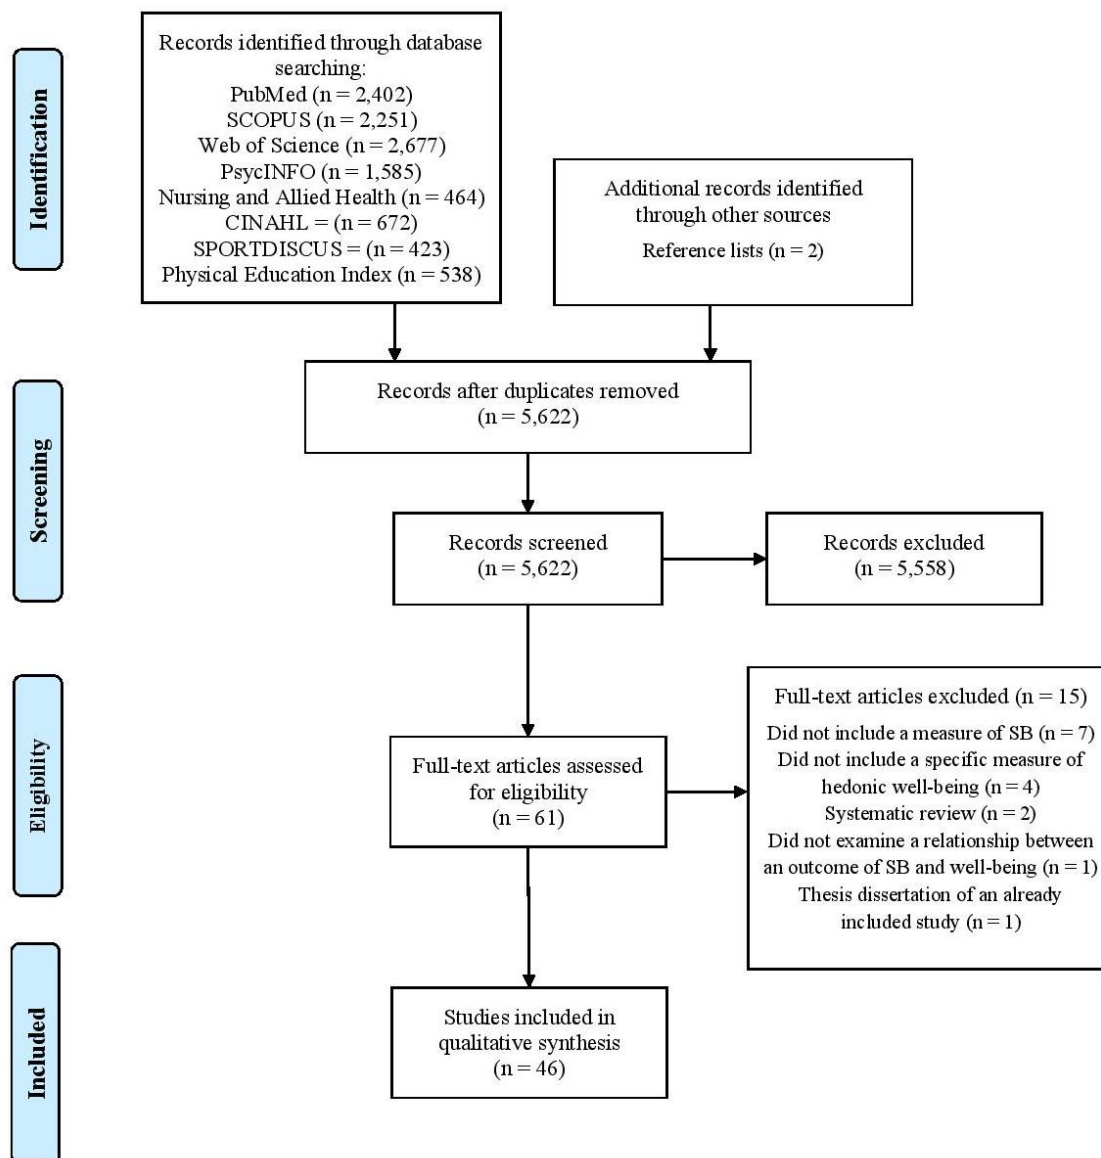 Identification
Records identified through database
searching:
PubMed (n = 2,402)
SCOPUS (n = 2,251)
Web of Science (n = 2,677)
PsycINFO (n = 1,585)
Nursing and Allied Health (n = 464)
CINAHL = (n = 672)
SPORTDISCUS = (n = 423)
Physical Education Index (n = 538)
Additional records identified
through other sources
Reference lists (n = 2)
Screening
Records after duplicates removed
(n = 5,622)
Records screened
(n = 5,622)
Records excluded
(n = 5,558)
Eligibility
Full-text articles assessed
for eligibility
(n = 61)
Full-text articles excluded (n = 15)
Did not include a measure of SB (n = 7)
Did not include a specific measure of
hedonic well-being (n = 4)
Systematic review (n = 2)
Did not examine a relationship between
an outcome of SB and well-being (n = 1)
Thesis dissertation of an already
included study (n = 1)
Included
Studies included in
qualitative synthesis
(n = 46)